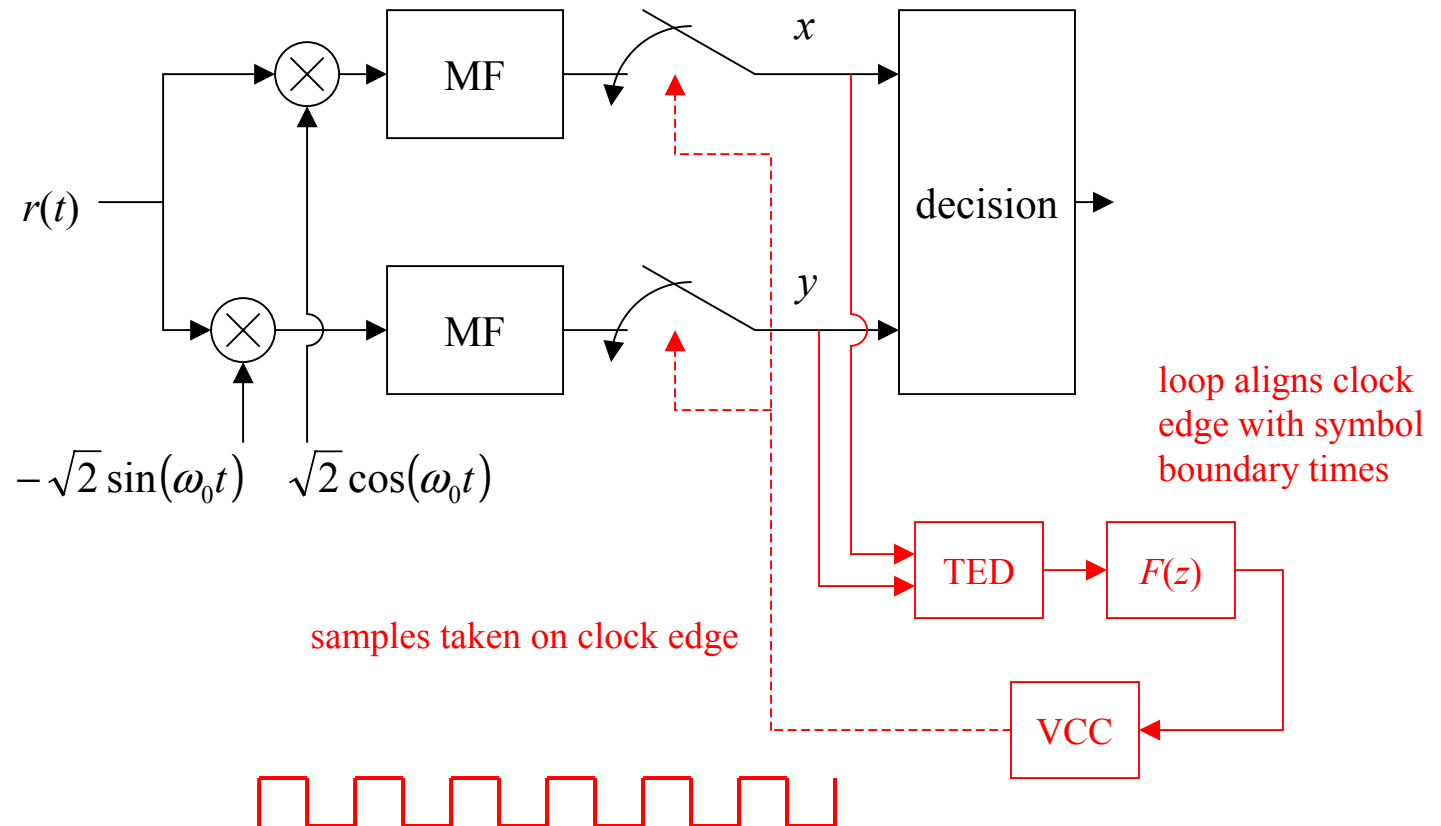 x
MF
r(t)
decision
y
MF
loop aligns clock
edge with symbol
boundary times
−√2 sin(ω₀t)
√2 cos(ω₀t)
TED
F(z)
samples taken on clock edge
VCC